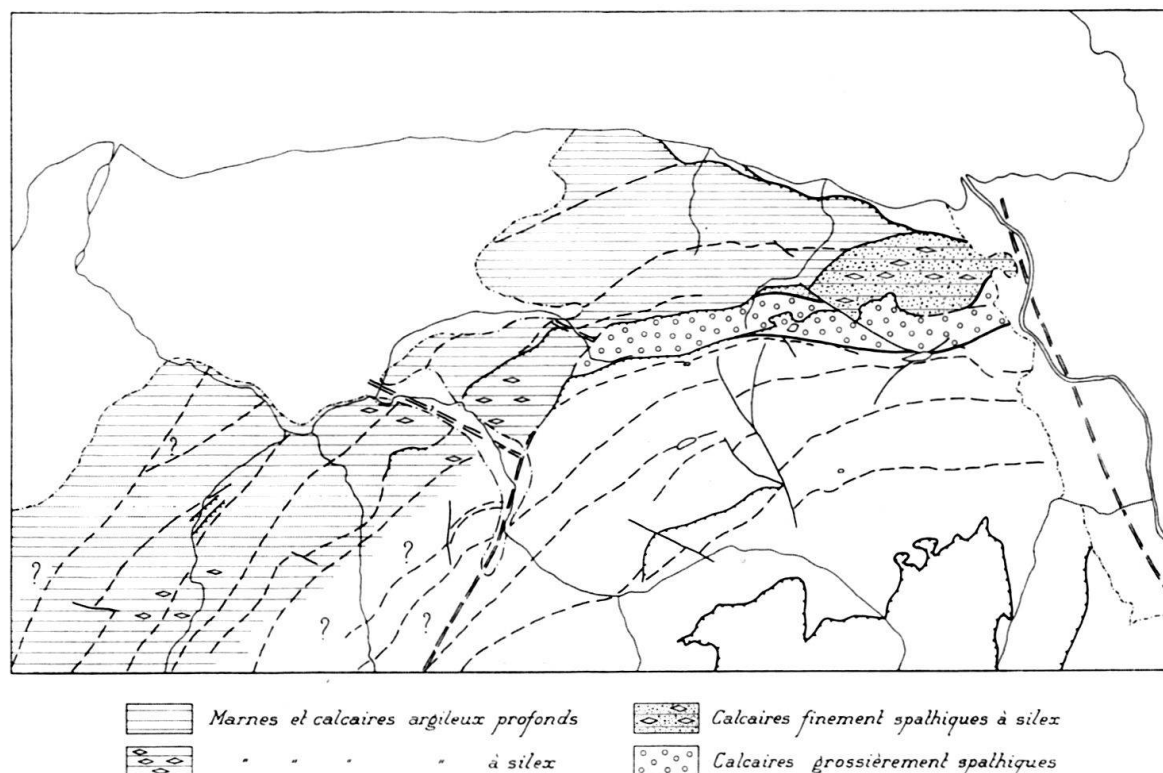 ?
?
?
?
?
Marnes et calcaires argileux profonds
" " " " à silex
Calcaires finement spathiques à silex
Calcaires grossièrement spathiques